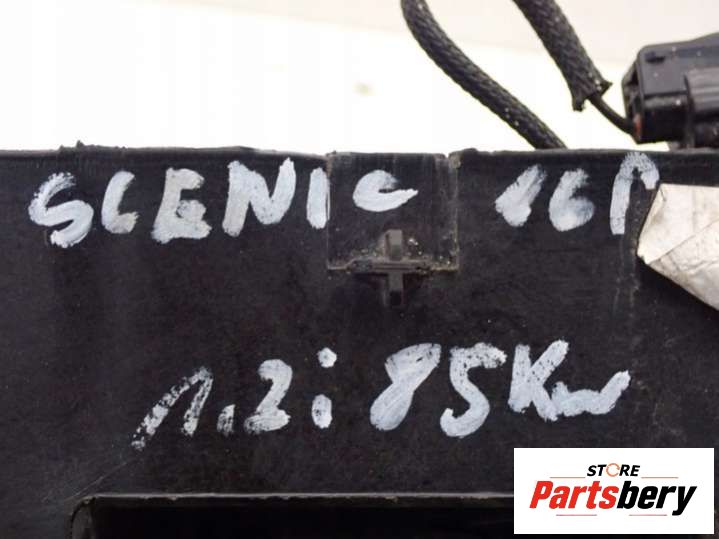 SCENIC 16r
1.2i 85Kw
STORE
Partsbery